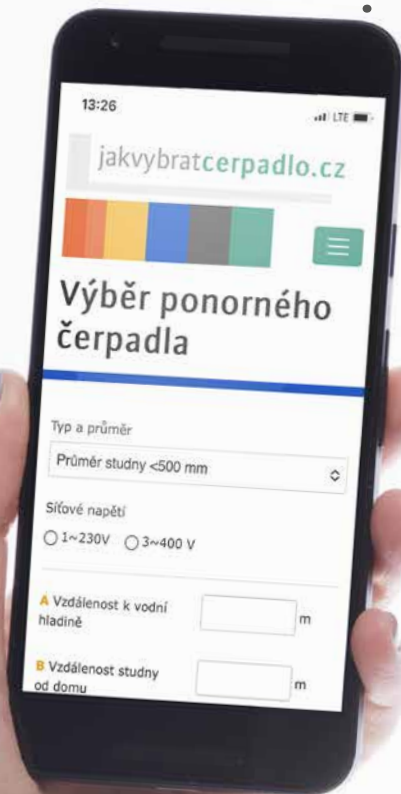 13:26
LTE
jakvybratcerpadlo.cz
Výběr ponorného
čerpadla
Typ a průměr
Průměr studny <500 mm
Síťové napětí
1~230V 3~400 V
A Vzdálenost k vodní
hladině
m
B Vzdálenost studny
od domu
m